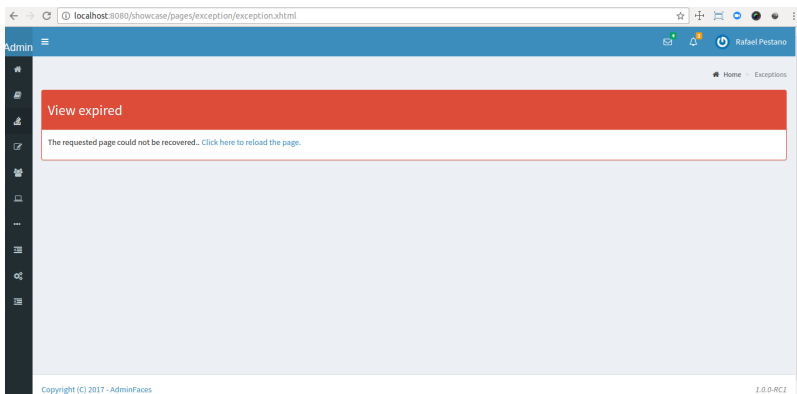 localhost:8080/showcase/pages/exception/exception.xhtml
Admin
Rafael Pestano
Home > Exceptions
View expired
The requested page could not be recovered.. Click here to reload the page.
Copyright (C) 2017 - AdminFaces
1.0.0-RC1